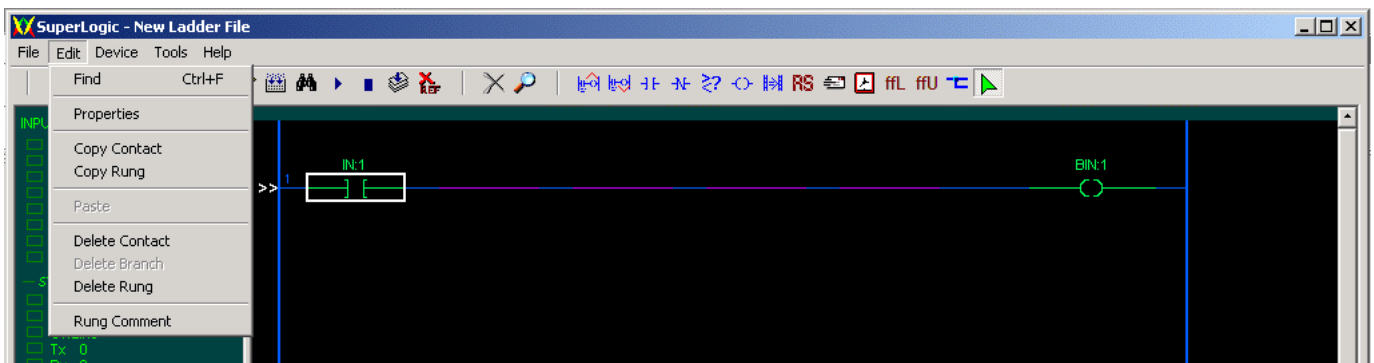 SuperLogic - New Ladder File
File Edit Device Tools Help
Find Ctrl+F
Properties
Copy Contact
Copy Rung
Paste
Delete Contact
Delete Branch
Delete Rung
Rung Comment
RS ffL ffU
IN:1 BIN:1
>> 1
Tx 0